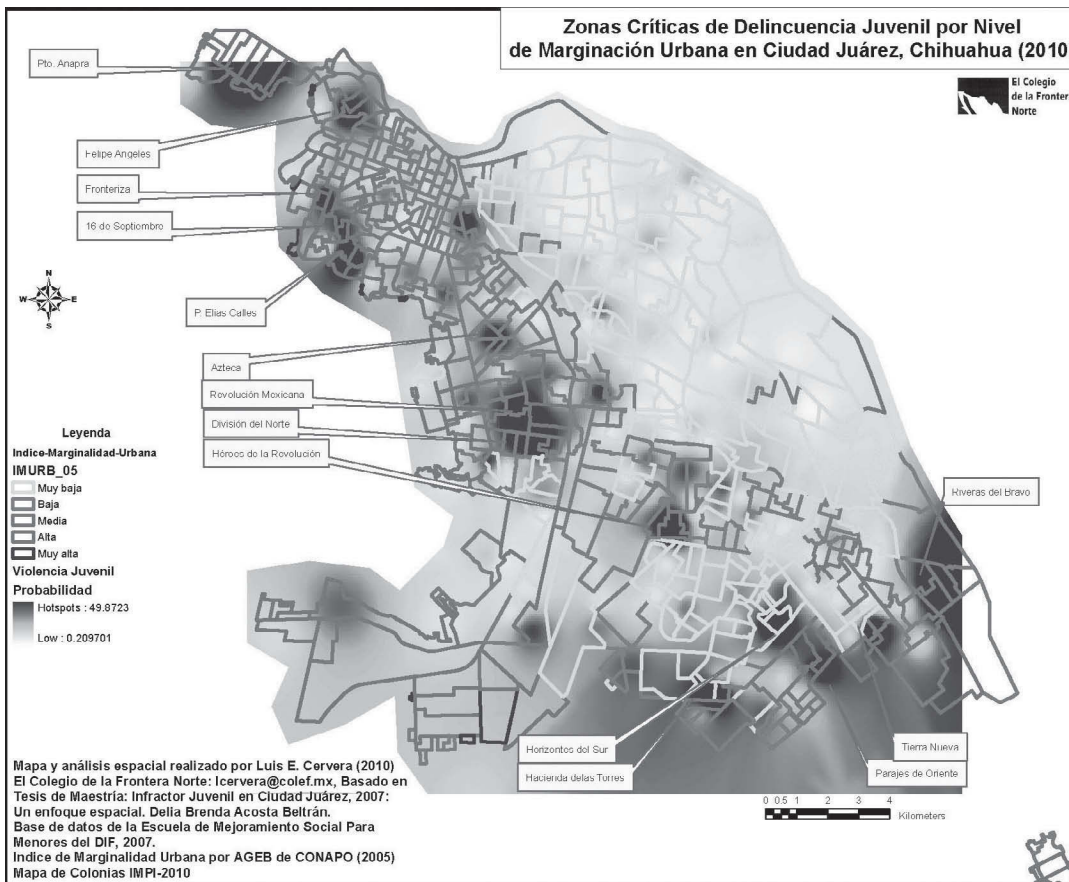 Zonas Críticas de Delincuencia Juvenil por Nivel
de Marginación Urbana en Ciudad Juárez, Chihuahua (2010
El Colegio
de la Fronter
Norte
Pto. Anapra
Felipe Angeles
Fronteriza
16 de Septiembre
N
W E
S
P. Elias Calles
Azteca
Revolución Mexicana
División del Norte
Héroes de la Revolución
Riveras del Bravo
Leyenda
Indice-Marginalidad-Urbana
IMURB_05
Muy baja
Baja
Media
Alta
Muy alta
Violencia Juvenil
Probabilidad
Hotspots : 49.8723
Low : 0.209701
Horizontes del Sur
Hacienda delas Torres
Tierra Nueva
Parajes de Oriente
Mapa y análisis espacial realizado por Luis E. Cervera (2010)
El Colegio de la Frontera Norte: lcervera@colef.mx, Basado en
Tesis de Maestría: Infractor Juvenil en Ciudad Juárez, 2007:
Un enfoque espacial. Delia Brenda Acosta Beltrán.
Base de datos de la Escuela de Mejoramiento Social Para
Menores del DIF, 2007.
Indice de Marginalidad Urbana por AGEB de CONAPO (2005)
Mapa de Colonias IMPI-2010
0 0.5 1 2 3 4
Kilometers